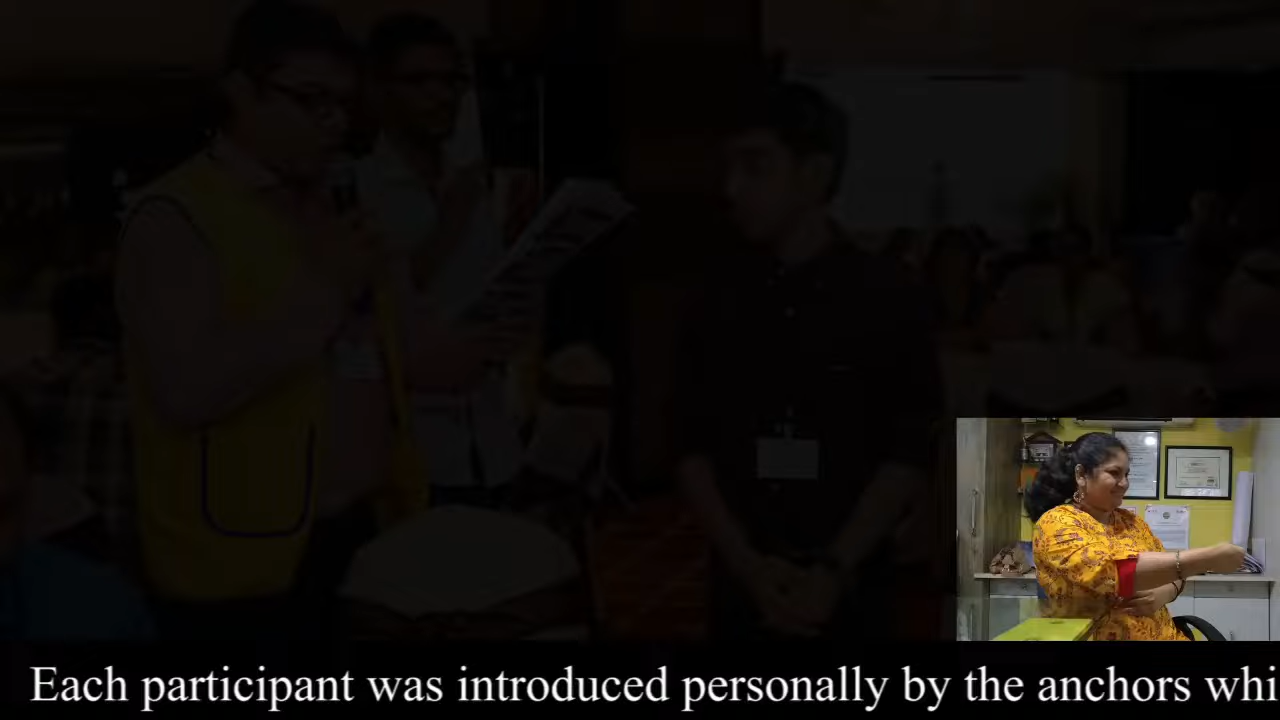 Each participant was introduced personally by the anchors whi